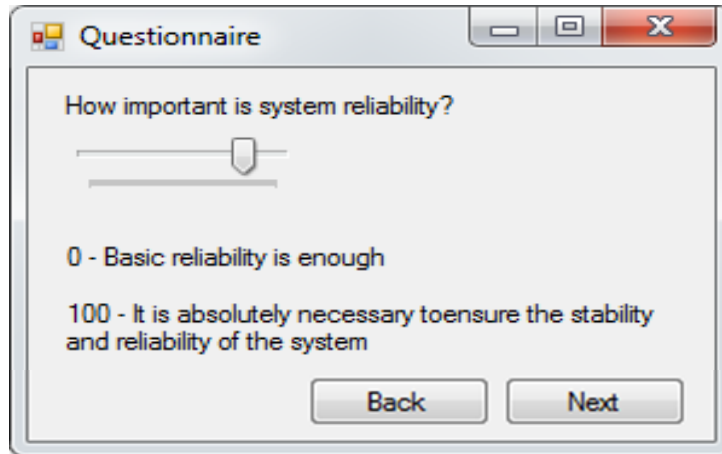 Questionnaire
How important is system reliability?
0 - Basic reliability is enough
100 - It is absolutely necessary toensure the stability
and reliability of the system
Back Next